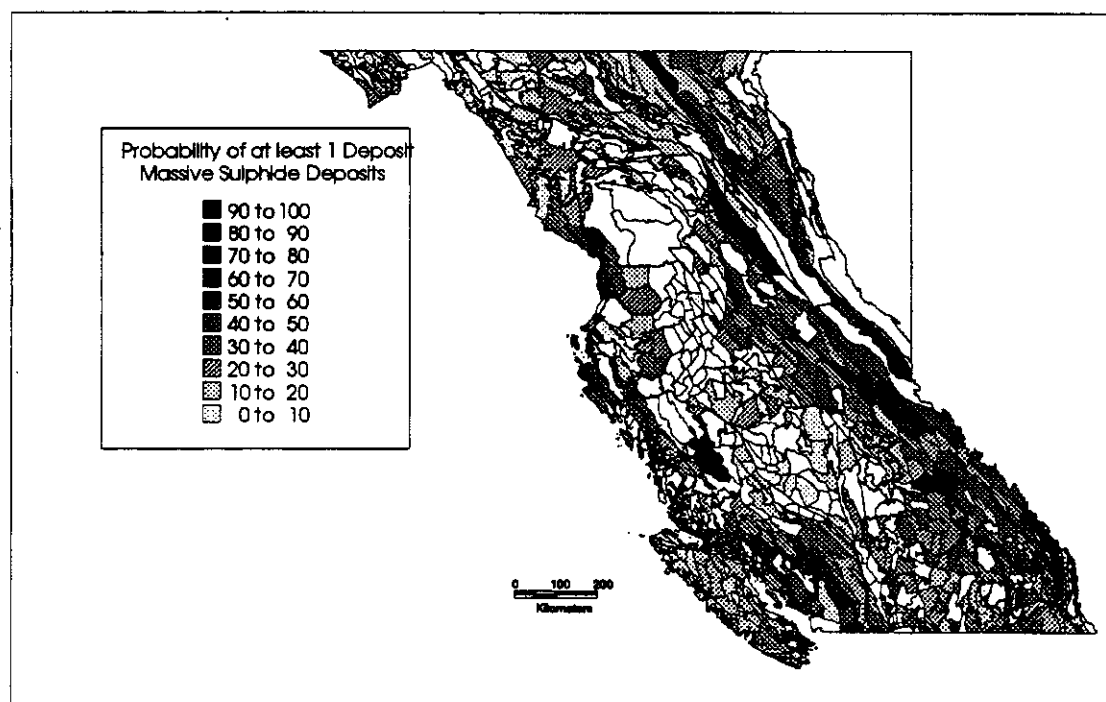 Probability of at least 1 Deposit
Massive Sulphide Deposits
90 to 100
80 to 90
70 to 80
60 to 70
50 to 60
40 to 50
30 to 40
20 to 30
10 to 20
0 to 10
0 100 200
Kilometers